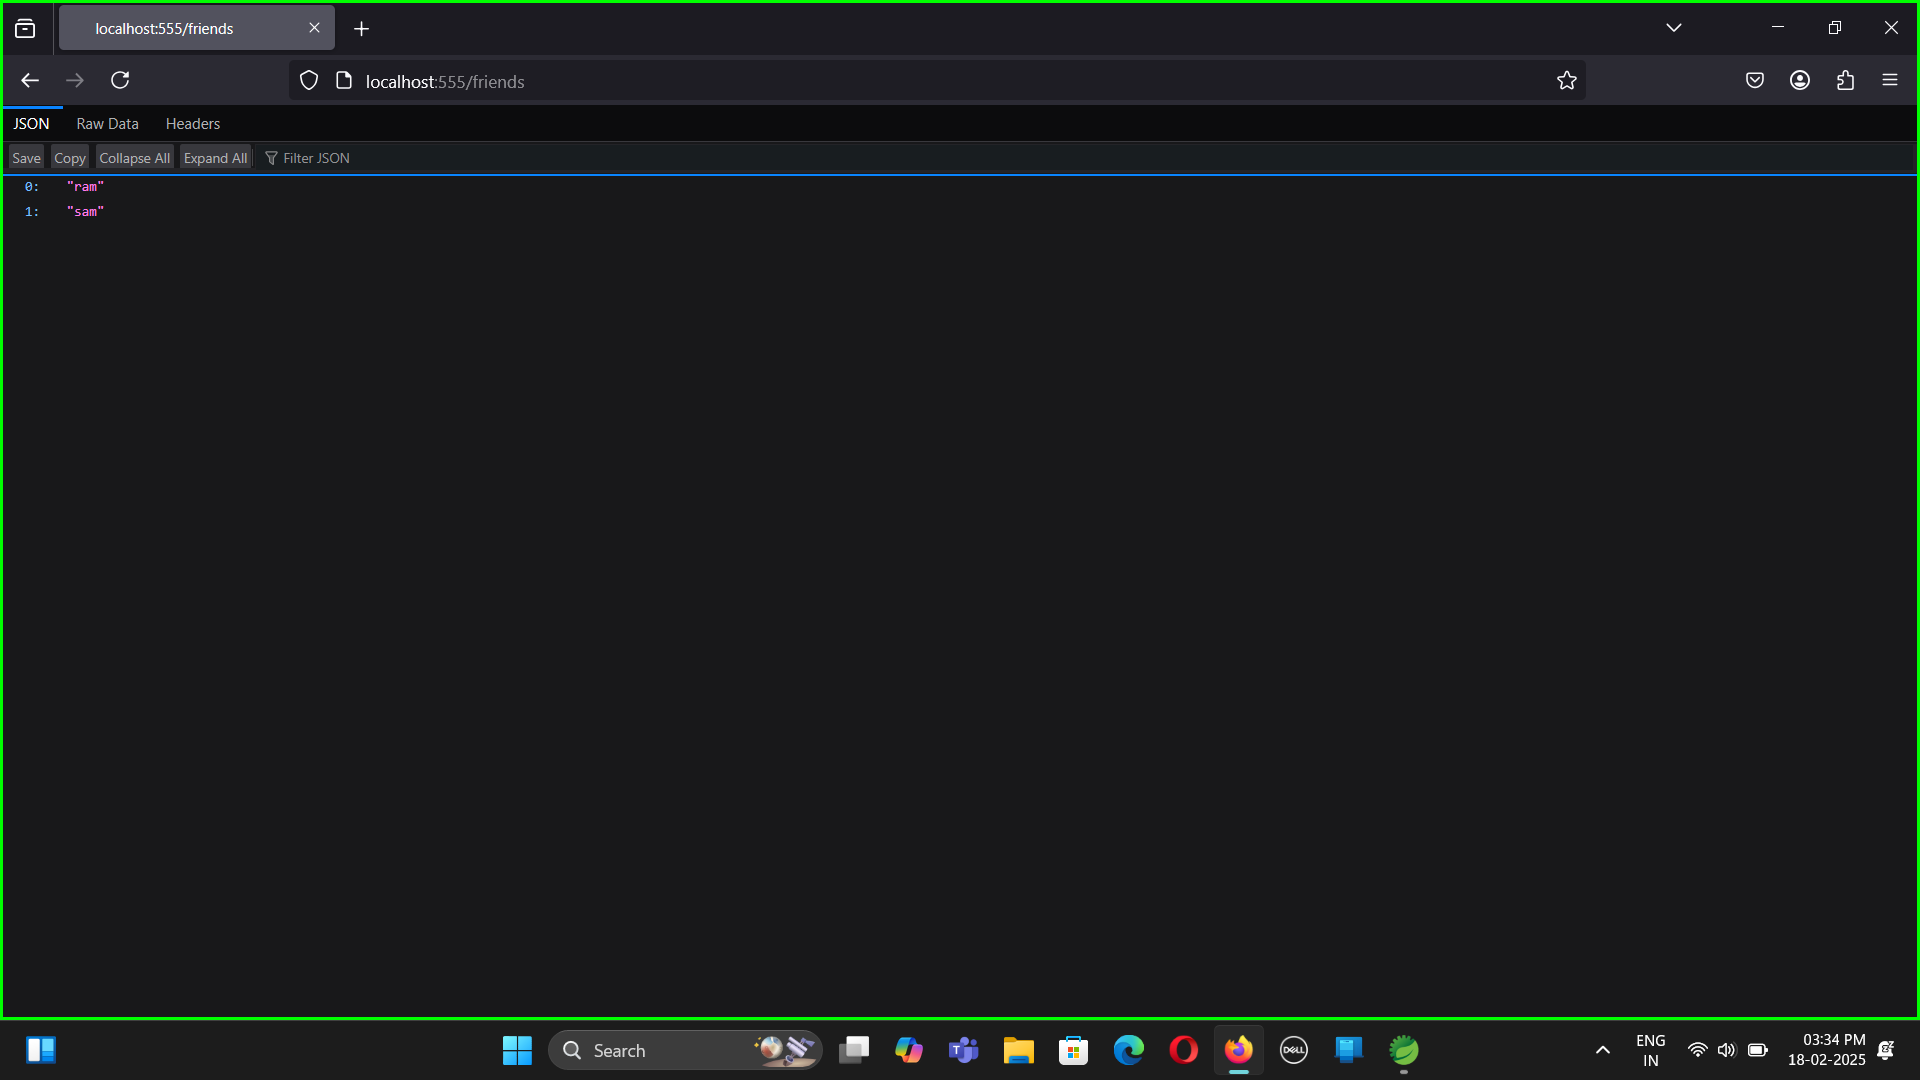 localhost:555/friends
localhost:555/friends
JSON Raw Data Headers
Save Copy Collapse All Expand All Filter JSON
0: "ram"
1: "sam"
Search
DELL
ENG
IN
03:34 PM
18-02-2025